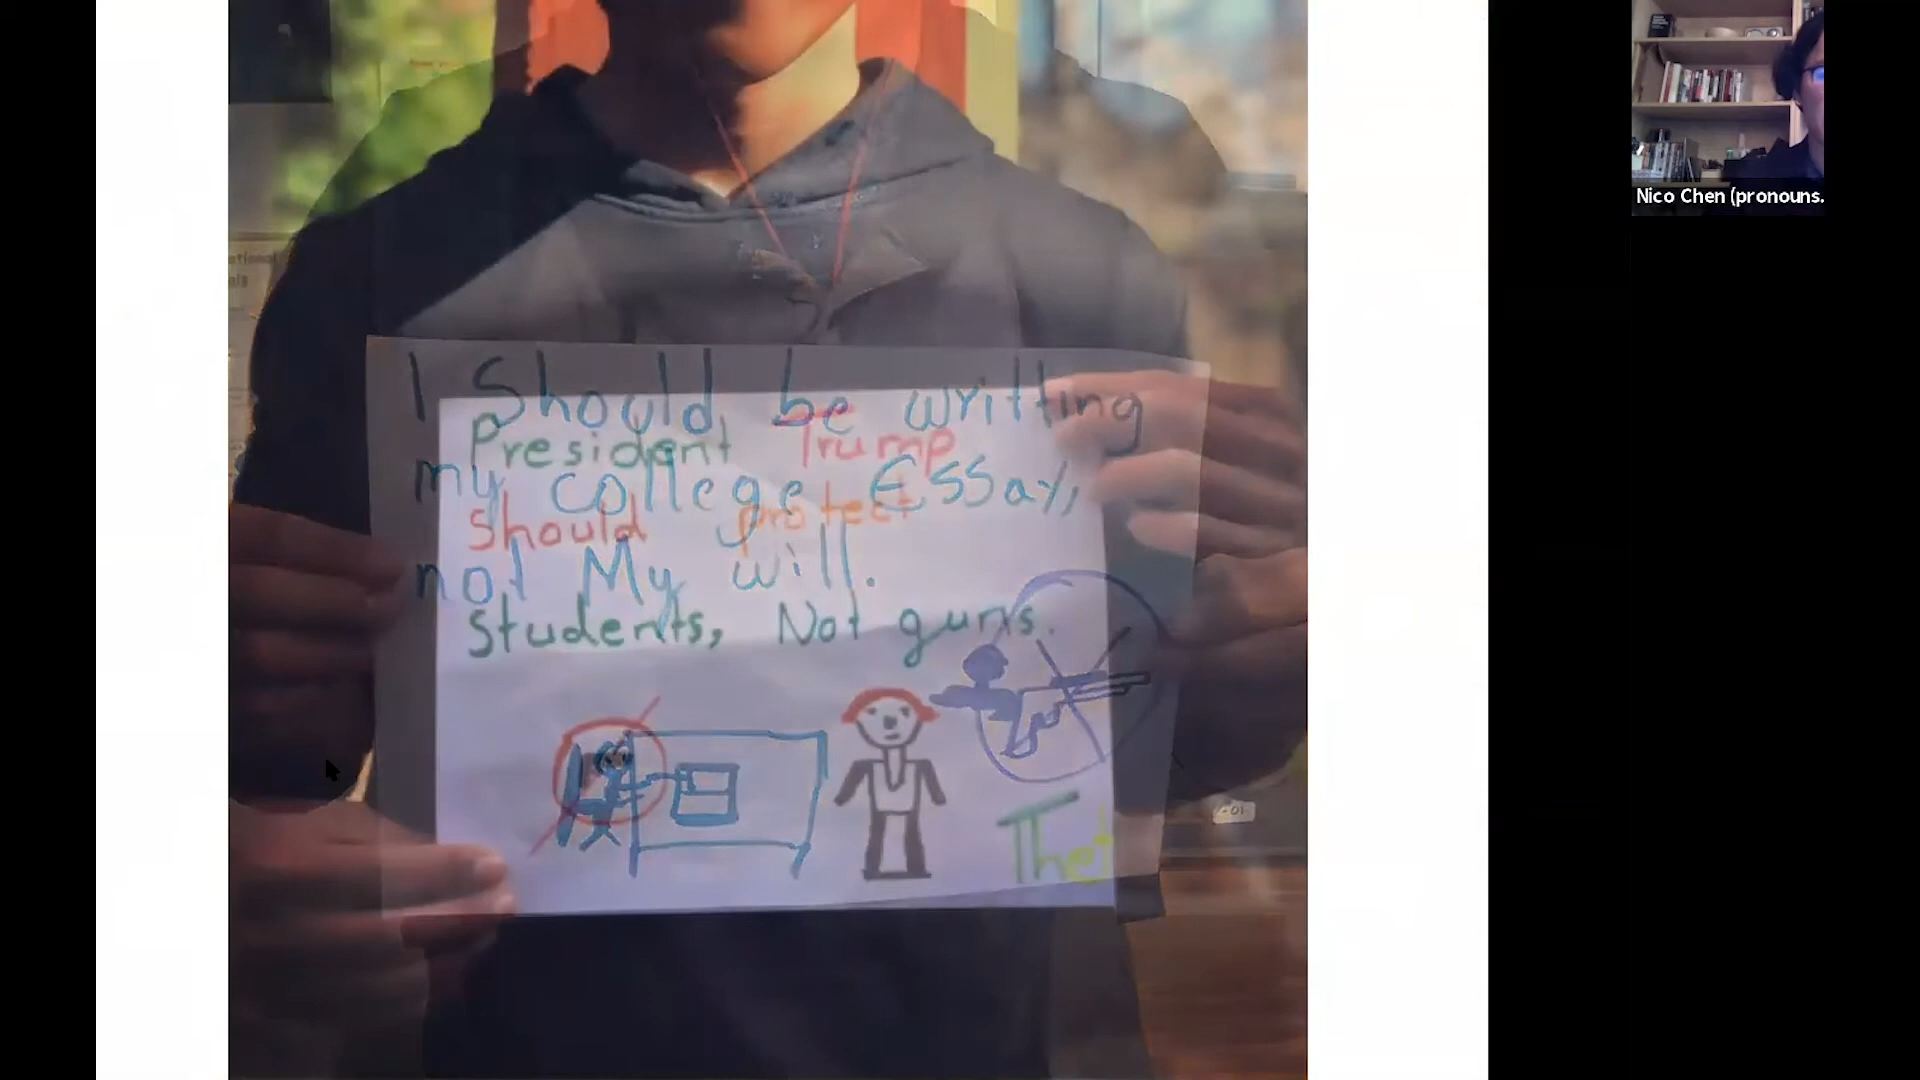 I Should be writting
my college Essay,
not My will.
President Trump
should protect
students, Not guns.
The
Nico Chen (pronouns.